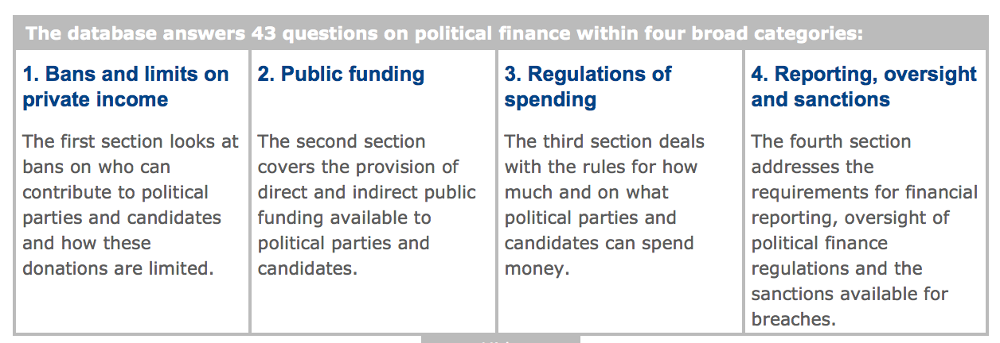 The database answers 43 questions on political finance within four broad categories:
1. Bans and limits on
private income
The first section looks at
bans on who can
contribute to political
parties and candidates
and how these
donations are limited.
2. Public funding
The second section
covers the provision of
direct and indirect public
funding available to
political parties and
candidates.
3. Regulations of
spending
The third section deals
with the rules for how
much and on what
political parties and
candidates can spend
money.
4. Reporting, oversight
and sanctions
The fourth section
addresses the
requirements for financial
reporting, oversight of
political finance
regulations and the
sanctions available for
breaches.